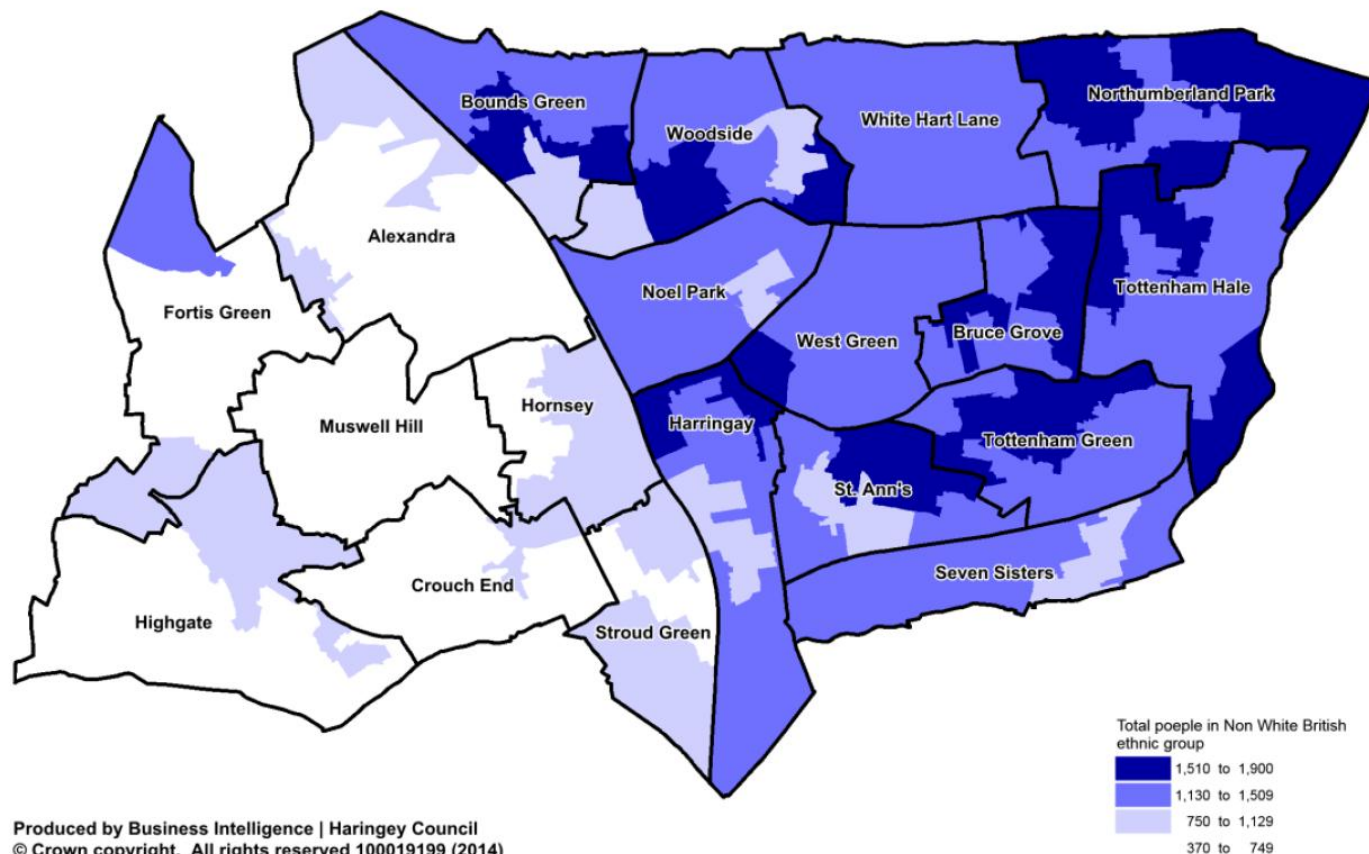 Bounds Green
Woodside
White Hart Lane
Northumberland Park
Alexandra
Noel Park
Tottenham Hale
Fortis Green
West Green
Bruce Grove
Hornsey
Harringay
Muswell Hill
Tottenham Green
St. Ann's
Seven Sisters
Crouch End
Highgate
Stroud Green
Total poeple in Non White British
ethnic group
1,510 to 1,900
1,130 to 1,509
750 to 1,129
370 to 749
Produced by Business Intelligence | Haringey Council
© Crown copyright. All rights reserved 100019199 (2014)